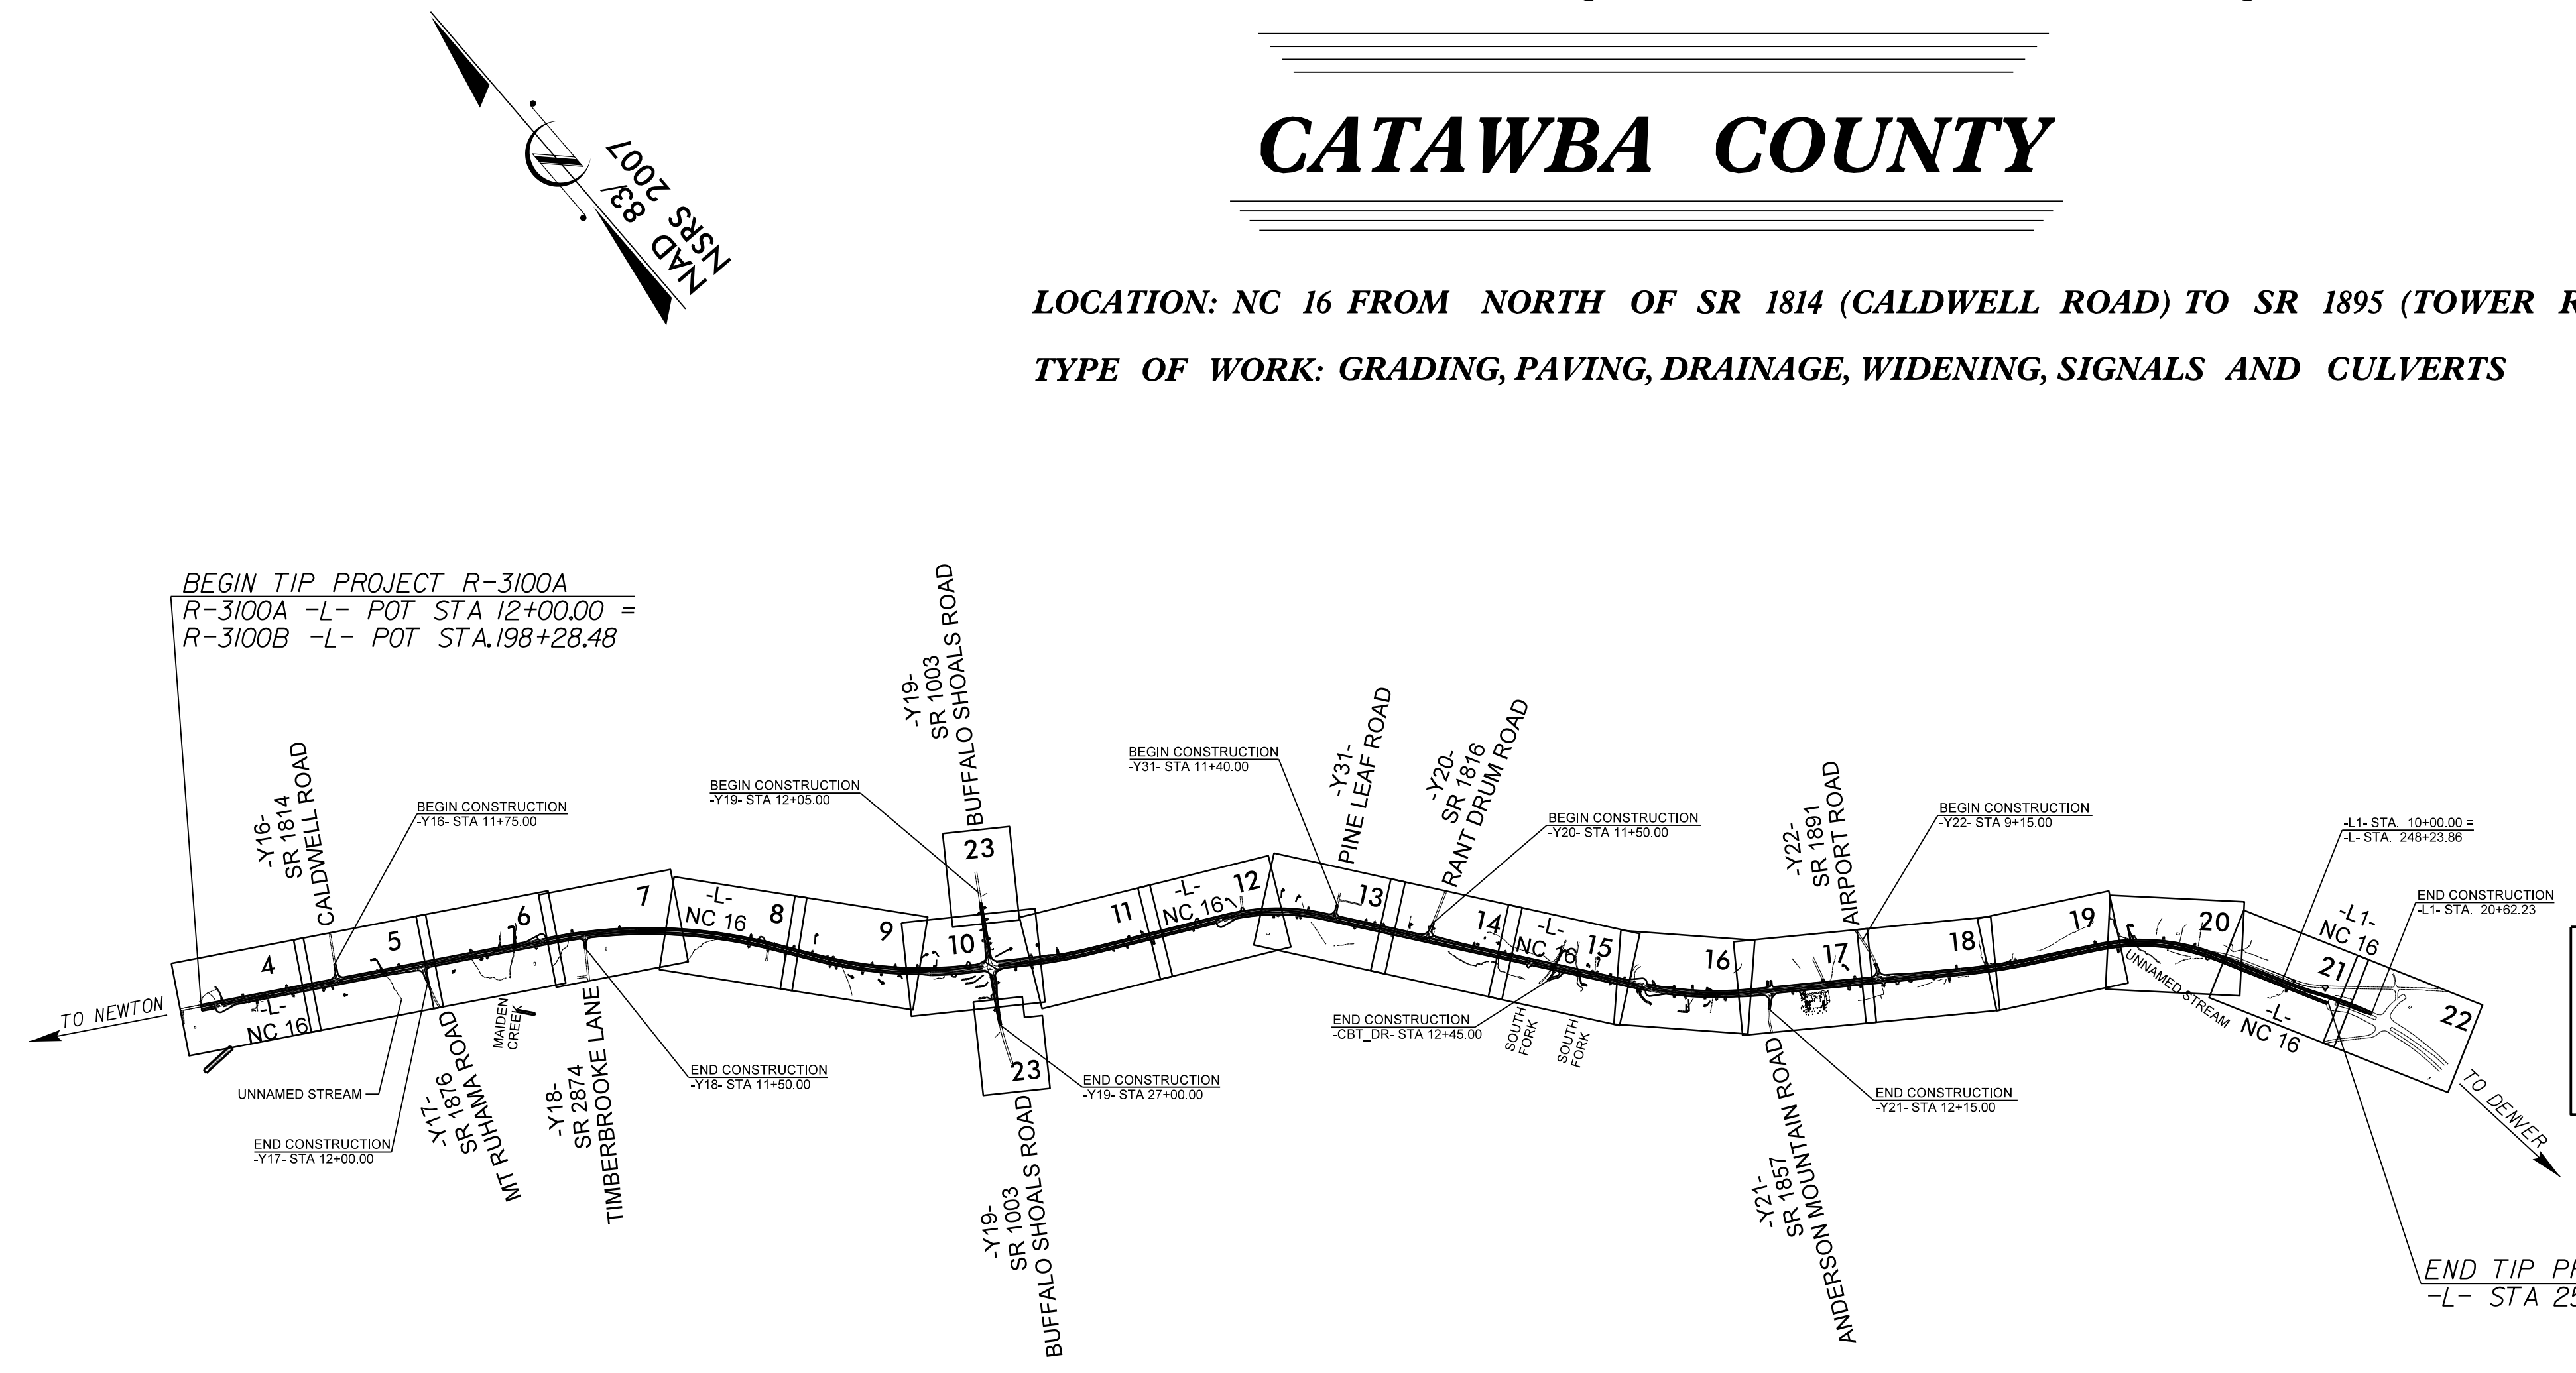 CATAWBA COUNTY
LOCATION: NC 16 FROM NORTH OF SR 1814 (CALDWELL ROAD) TO SR 1895 (TOWER
TYPE OF WORK: GRADING, PAVING, DRAINAGE, WIDENING, SIGNALS AND CULVERTS
NAD 83/
NSRS 2007
BEGIN TIP PROJECT R-3100A
R-3100A -L- POT STA 12+00.00 =
R-3100B -L- POT STA.198+28.48
-Y16-
SR 1814
CALDWELL ROAD
BEGIN CONSTRUCTION
-Y16- STA 11+75.00
BEGIN CONSTRUCTION
-Y19- STA 12+05.00
-Y19-
SR 1003
BUFFALO SHOALS ROAD
BEGIN CONSTRUCTION
-Y31- STA 11+40.00
-Y31-
PINE LEAF ROAD
-Y20-
SR 1816
RANT DRUM ROAD
BEGIN CONSTRUCTION
-Y20- STA 11+50.00
-Y22-
SR 1891
AIRPORT ROAD
BEGIN CONSTRUCTION
-Y22- STA 9+15.00
-L1- STA. 10+00.00 =
-L- STA. 248+23.86
END CONSTRUCTION
-L1- STA. 20+62.23
TO NEWTON
4
-L-
NC 16
5
6
7
-L-
NC 16
8
9
10
23
23
11
-L-
NC 16
12
13
14
-L-
NC 16
15
16
17
18
19
20
UNNAMED STREAM
-L1-
NC 16
21
-L-
NC 16
22
TO DENVER
UNNAMED STREAM
END CONSTRUCTION
-Y17- STA 12+00.00
-Y17-
SR 1876
MT RUHAMA ROAD
MAIDEN
CREEK
-Y18-
SR 2874
TIMBERBROOKE LANE
END CONSTRUCTION
-Y18- STA 11+50.00
-Y19-
SR 1003
BUFFALO SHOALS ROAD
END CONSTRUCTION
-Y19- STA 27+00.00
END CONSTRUCTION
-CBT_DR- STA 12+45.00
SOUTH
FORK
SOUTH
FORK
-Y21-
SR 1857
ANDERSON MOUNTAIN ROAD
END CONSTRUCTION
-Y21- STA 12+15.00
END TIP
-L- STA